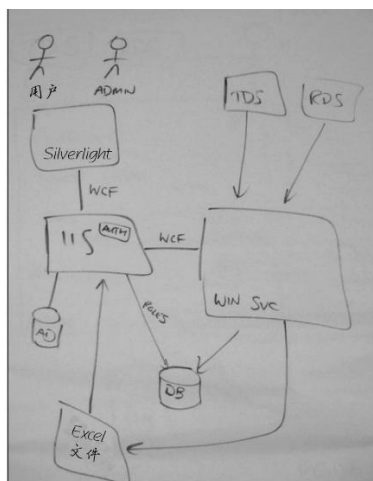 用户
ADMIN
TDS
RDS
Silverlight
WCF
IIS
AUTH
WCF
WIN SVC
AD
ROLES
DB
Excel
文件